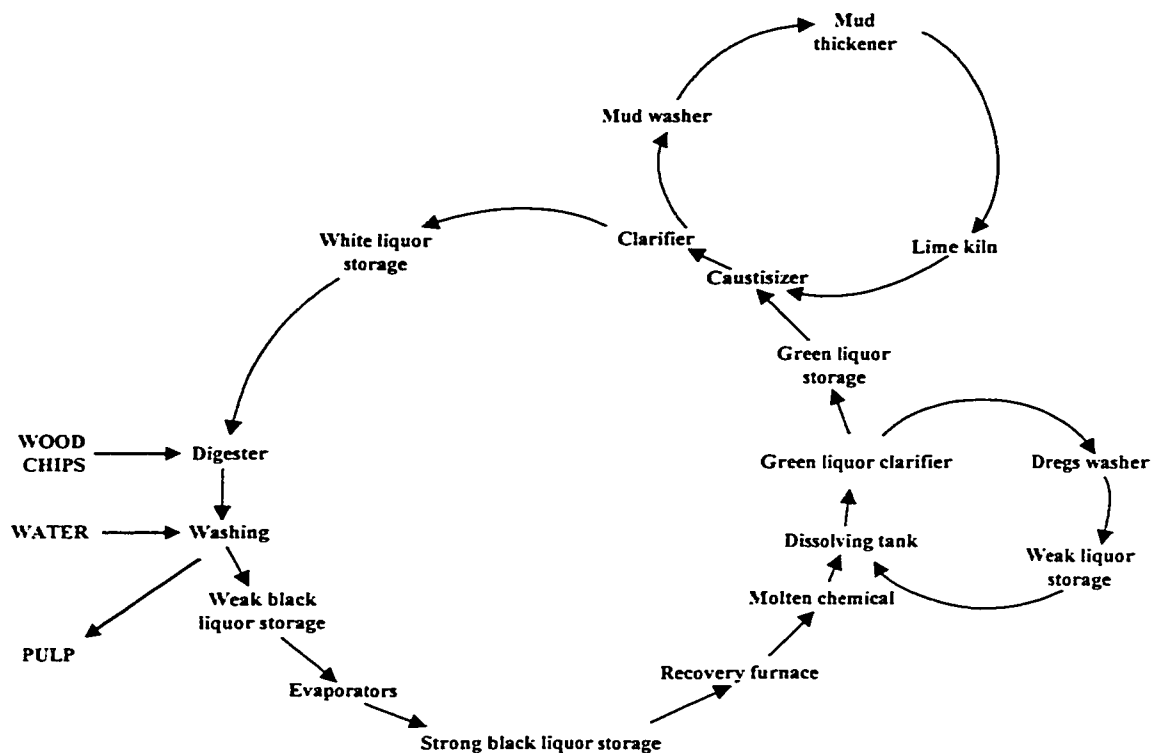 Mud
thickener
Mud washer
White liquor
storage
Clarifier
Lime kiln
Caustisizer
Green liquor
storage
WOOD
CHIPS
Digester
Green liquor clarifier
Dregs washer
WATER
Washing
Dissolving tank
Weak liquor
storage
Weak black
liquor storage
Molten chemical
PULP
Recovery furnace
Evaporators
Strong black liquor storage